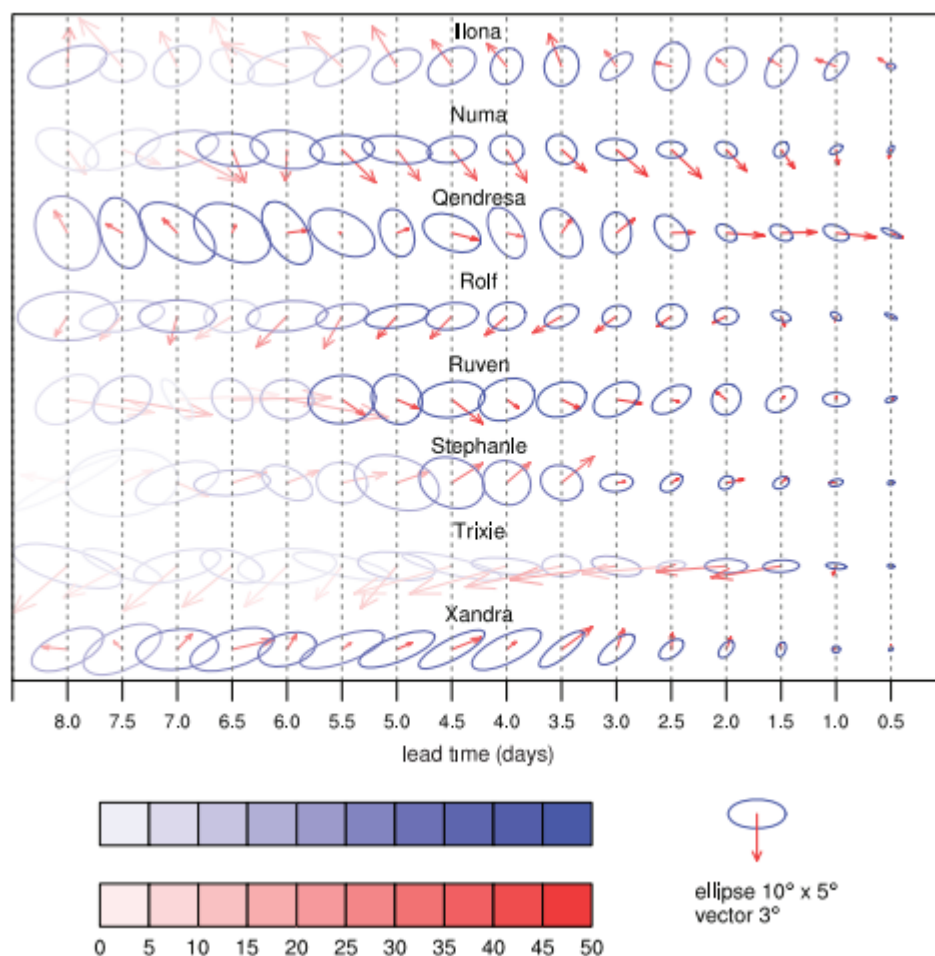 Ilona
Numa
Qendresa
Rolf
Ruven
Stephanie
Trixie
Xandra
8.0 7.5 7.0 6.5 6.0 5.5 5.0 4.5 4.0 3.5 3.0 2.5 2.0 1.5 1.0 0.5
lead time (days)
ellipse 10° x 5°
vector 3°
0 5 10 15 20 25 30 35 40 45 50